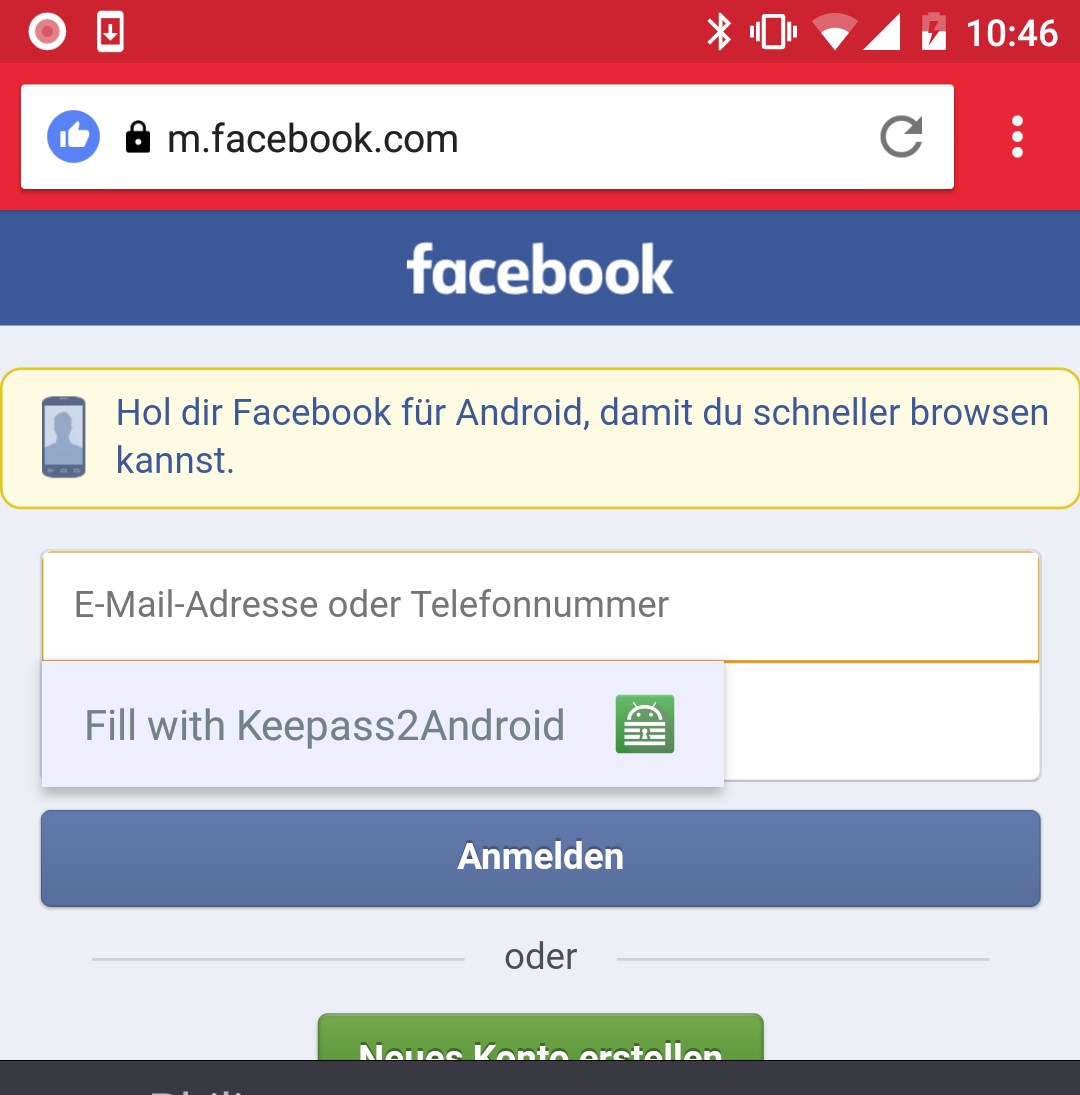 10:46
m.facebook.com
facebook
Hol dir Facebook für Android, damit du schneller browsen
kannst.
E-Mail-Adresse oder Telefonnummer
Fill with Keepass2Android
Anmelden
oder
Neues Konto erstellen